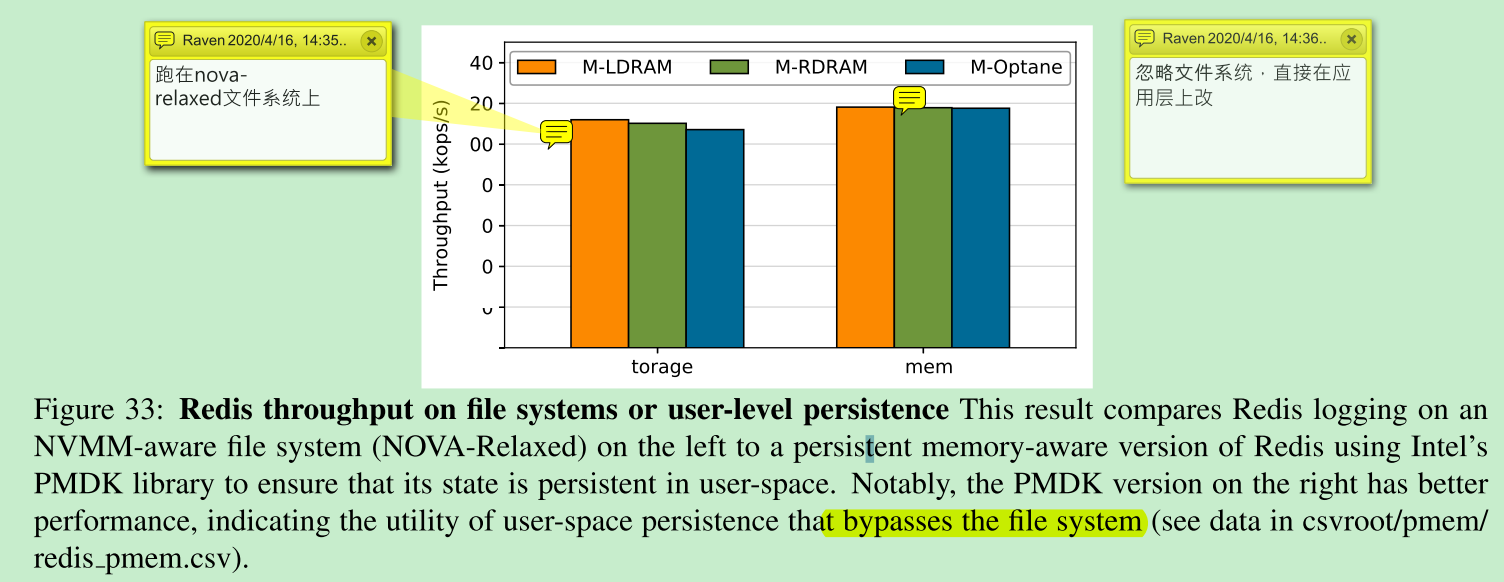 Raven 2020/4/16, 14:35..
跑在nova-
relaxed文件系统上
Raven 2020/4/16, 14:36..
忽略文件系统，直接在应
用层上改
M-LDRAM M-RDRAM M-Optane
Throughput (kops/s)
40
20
00
0
0
0
torage mem
Figure 33: Redis throughput on file systems or user-level persistence This result compares Redis logging on an
NVMM-aware file system (NOVA-Relaxed) on the left to a persistent memory-aware version of Redis using Intel's
PMDK library to ensure that its state is persistent in user-space. Notably, the PMDK version on the right has better
performance, indicating the utility of user-space persistence that bypasses the file system (see data in csvroot/pmem/
redis_pmem.csv).